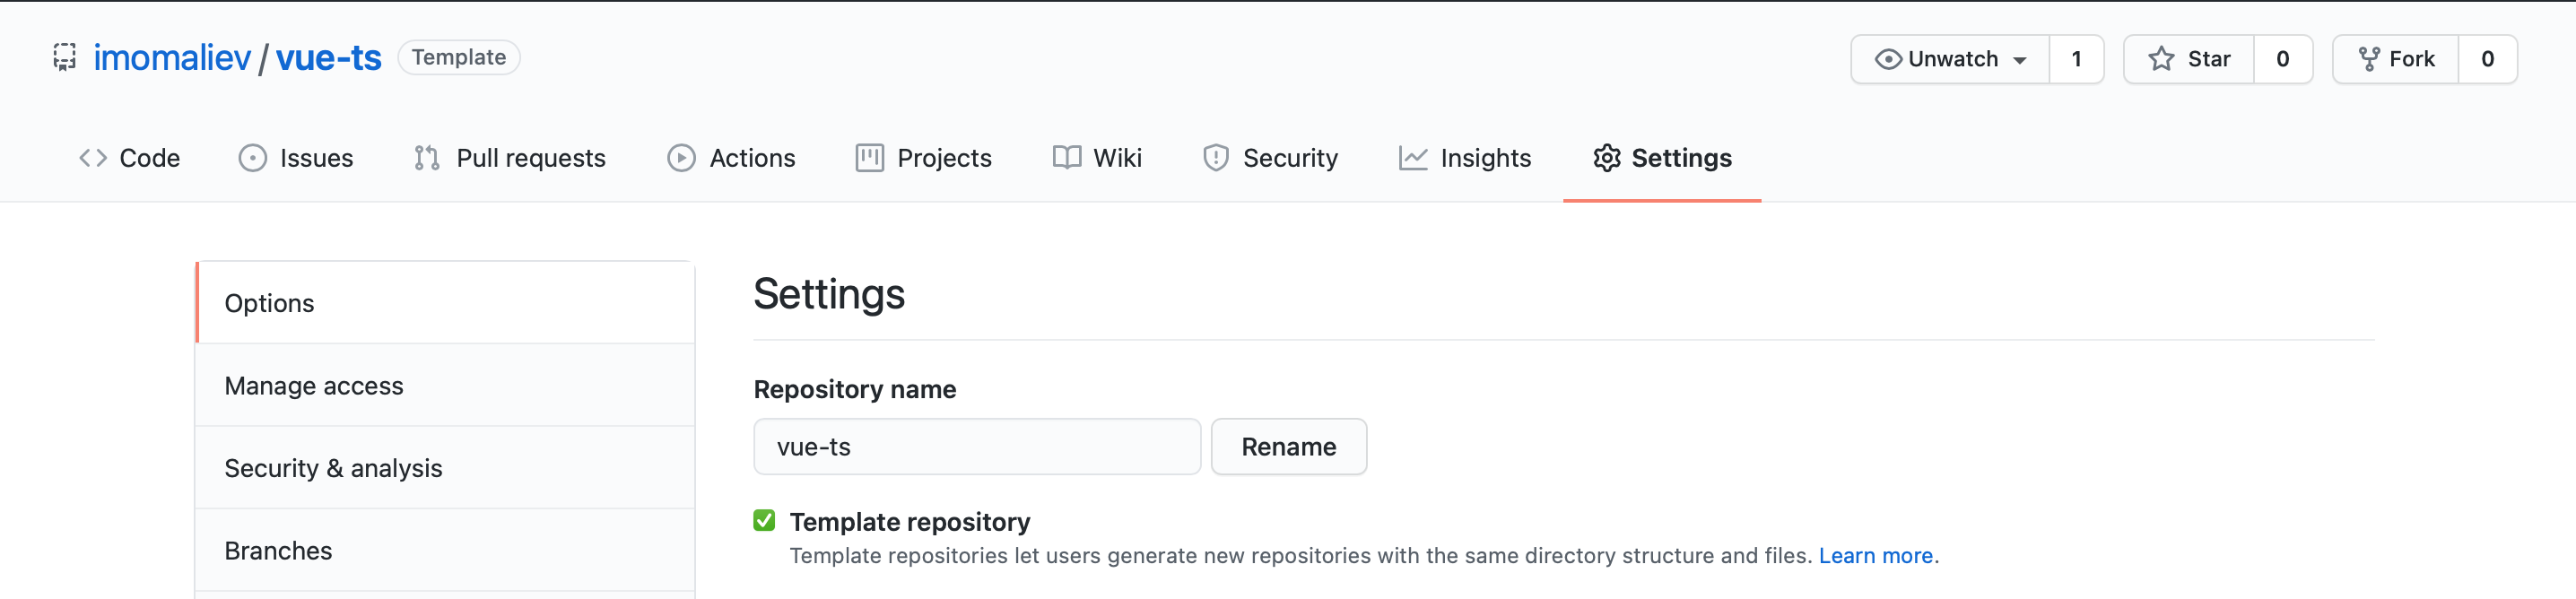 imomaliev / vue-ts Template Unwatch 1 Star 0 Fork 0
Code Issues Pull requests Actions Projects Wiki Security Insights Settings
Options
Manage access
Security & analysis
Branches
Settings
Repository name
vue-ts Rename
Template repository
Template repositories let users generate new repositories with the same directory structure and files. Learn more.